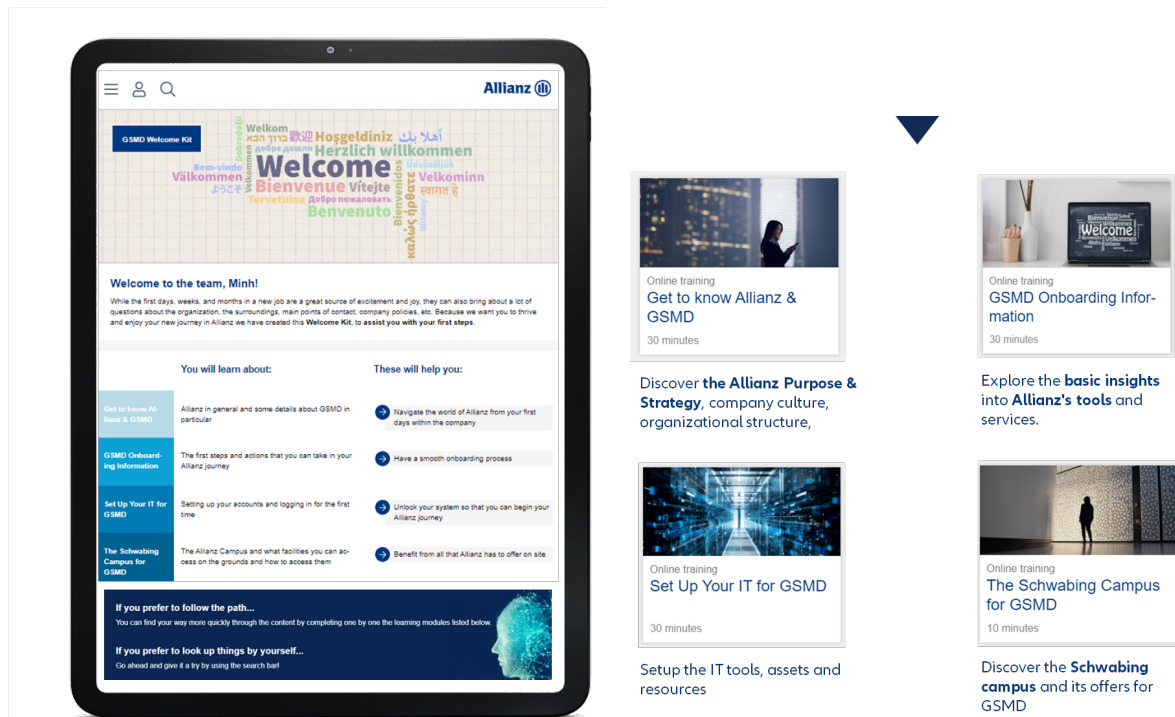 Allianz
GSMD Welcome Kit
Welkom
ברוך הבא 歡迎 Hoşgeldiniz أهلا بك
Dobrodošli
добре дошли Herzlich willkommen
Bem-vindo Welcome Üdvözöljük
Välkommen Velkommen Velkominn
ようこそ Bienvenue Vítejte Bienvenidos स्वागत हे
Tervetuloa Добро пожаловать
Benvenuto καλώς ήρθατε Witamy
Welcome to the team, Minh!
While the first days, weeks, and months in a new job are a great source of excitement and joy, they can also bring about a lot of
questions about the organization, the surroundings, main points of contact, company policies, etc. Because we want you to thrive
and enjoy your new journey in Allianz we have created this Welcome Kit, to assist you with your first steps.
You will learn about:
These will help you:
Get to know Al-
lianz & GSMD
Allianz in general and some details about GSMD in
particular
Navigate the world of Allianz from your first
days within the company
GSMD Onboard-
ing Information
The first steps and actions that you can take in your
Allianz journey
Have a smooth onboarding process
Set Up Your IT for
GSMD
Setting up your accounts and logging in for the first
time
Unlock your system so that you can begin your
Allianz journey
The Schwabing
Campus for
GSMD
The Allianz Campus and what facilities you can ac-
cess on the grounds and how to access them
Benefit from all that Allianz has to offer on site
If you prefer to follow the path...
You can find your way more quickly through the content by completing one by one the learning modules listed below.
If you prefer to look up things by yourself...
Go ahead and give it a try by using the search bar!
Online training
Get to know Allianz &
GSMD
30 minutes
Discover the Allianz Purpose &
Strategy, company culture,
organizational structure,
Welcome
Online training
GSMD Onboarding Infor-
mation
30 minutes
Explore the basic insights
into Allianz's tools and
services.
Online training
Set Up Your IT for GSMD
30 minutes
Setup the IT tools, assets and
resources
Online training
The Schwabing Campus
for GSMD
10 minutes
Discover the Schwabing
campus and its offers for
GSMD